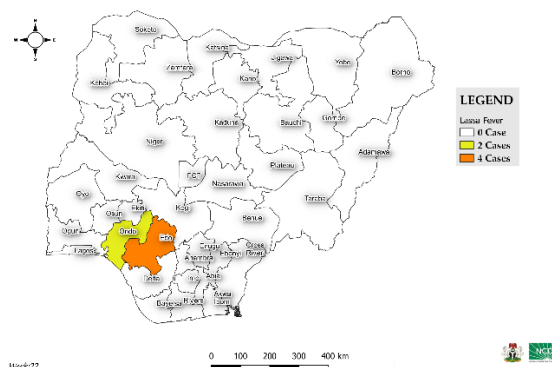 N
W E
S
Sokoto
Katsina
Jigawa
Yobe
Borno
Zamfara
Kano
Kebbi
Gombe
Kaduna
Bauchi
Adamawa
Niger
Plateau
FCT
Kwara
Nasarawa
Taraba
Oyo
Ekiti
Kogi
Osun
Benue
Ogun
Ondo
Edo
Enugu
Cross
River
Lagos
Anambra
Ebonyi
Delta
Imo
Abia
Akwa
Ibom
Bayelsa
Rivers
LEGEND
Lassa Fever
0 Case
2 Cases
4 Cases
0 100 200 300 400 km
NCDC